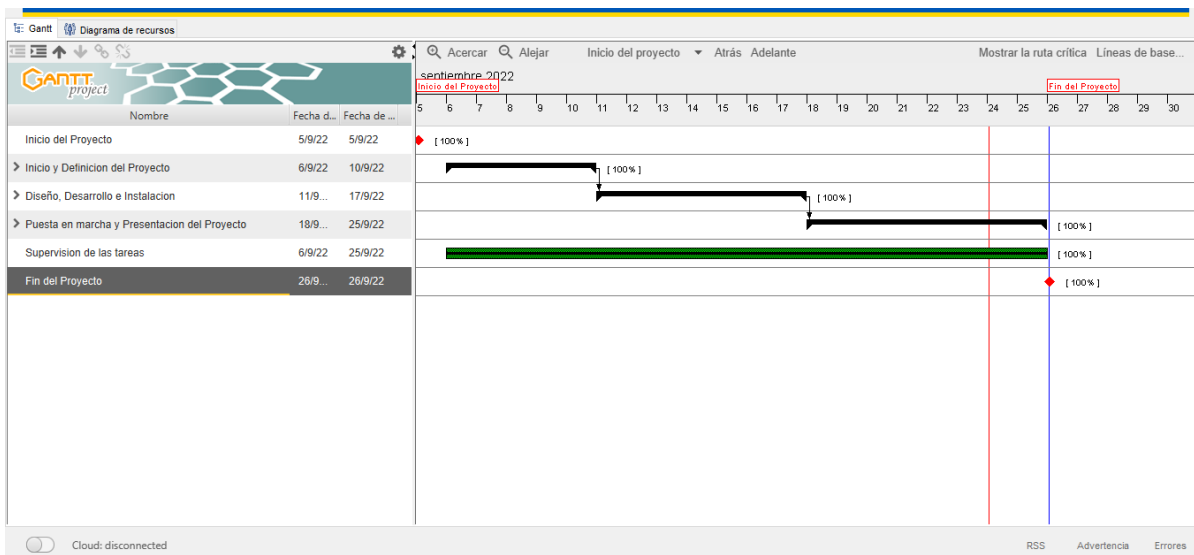 Gantt Diagrama de recursos
Acercar Alejar Inicio del proyecto Atrás Adelante Mostrar la ruta crítica Líneas de base...
GANTT project
septiembre 2022
Inicio del Proyecto Fin del Proyecto
5 6 7 8 9 10 11 12 13 14 15 16 17 18 19 20 21 22 23 24 25 26 27 28 29 30
Nombre Fecha d... Fecha de ...
Inicio del Proyecto 5/9/22 5/9/22 [ 100% ]
Inicio y Definicion del Proyecto 6/9/22 10/9/22 [ 100% ]
Diseño, Desarrollo e Instalacion 11/9... 17/9/22 [ 100% ]
Puesta en marcha y Presentacion del Proyecto 18/9... 25/9/22 [ 100% ]
Supervision de las tareas 6/9/22 25/9/22 [ 100% ]
Fin del Proyecto 26/9... 26/9/22 [ 100% ]
Cloud: disconnected RSS Advertencia Errores